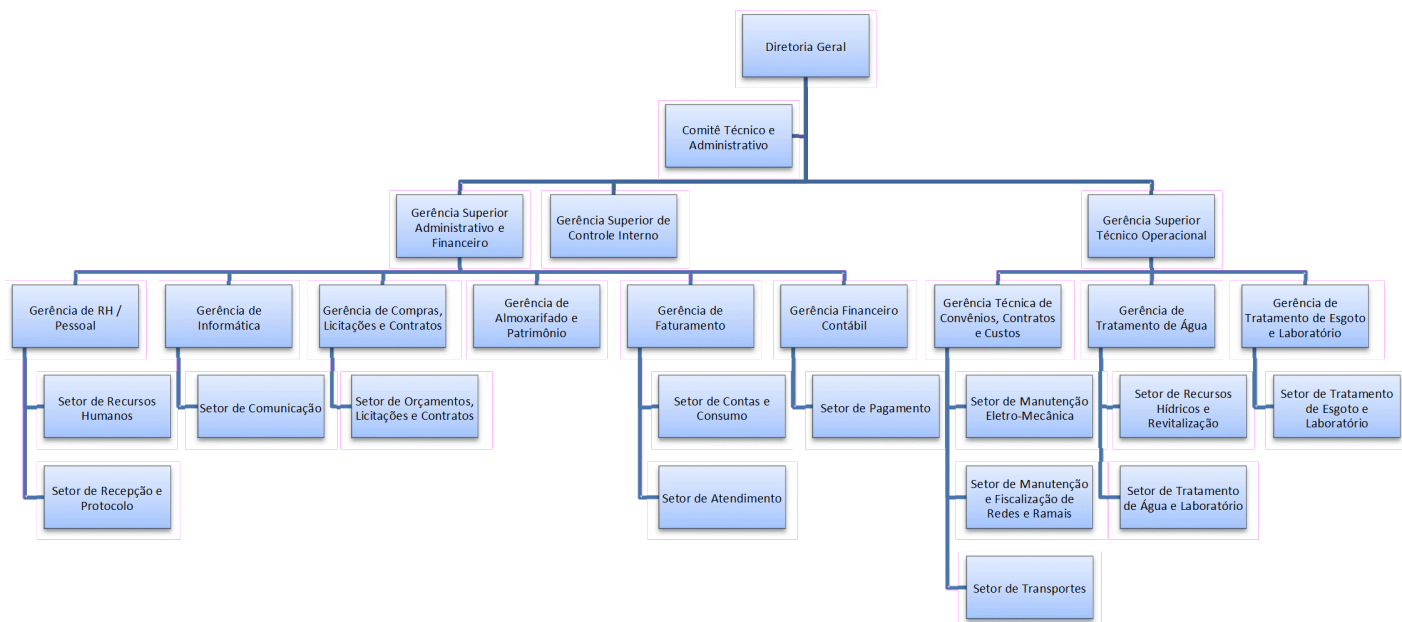 Diretoria Geral
Comitê Técnico e
Administrativo
Gerência Superior
Administrativo e
Financeiro
Gerência Superior de
Controle Interno
Gerência Superior
Técnico Operacional
Gerência de RH /
Pessoal
Gerência de
Informática
Gerência de Compras,
Licitações e Contratos
Gerência de
Almoxarifado e
Patrimônio
Gerência de
Faturamento
Gerência Financeiro
Contábil
Gerência Técnica de
Convênios, Contratos
e Custos
Gerência de
Tratamento de Água
Gerência de
Tratamento de Esgoto
e Laboratório
Setor de Recursos
Humanos
Setor de Comunicação
Setor de Orçamentos,
Licitações e Contratos
Setor de Contas e
Consumo
Setor de Pagamento
Setor de Manutenção
Eletro-Mecânica
Setor de Recursos
Hídricos e
Revitalização
Setor de Tratamento
de Esgoto e
Laboratório
Setor de Recepção e
Protocolo
Setor de Atendimento
Setor de Manutenção
e Fiscalização de
Redes e Ramais
Setor de Tratamento
de Água e Laboratório
Setor de Transportes